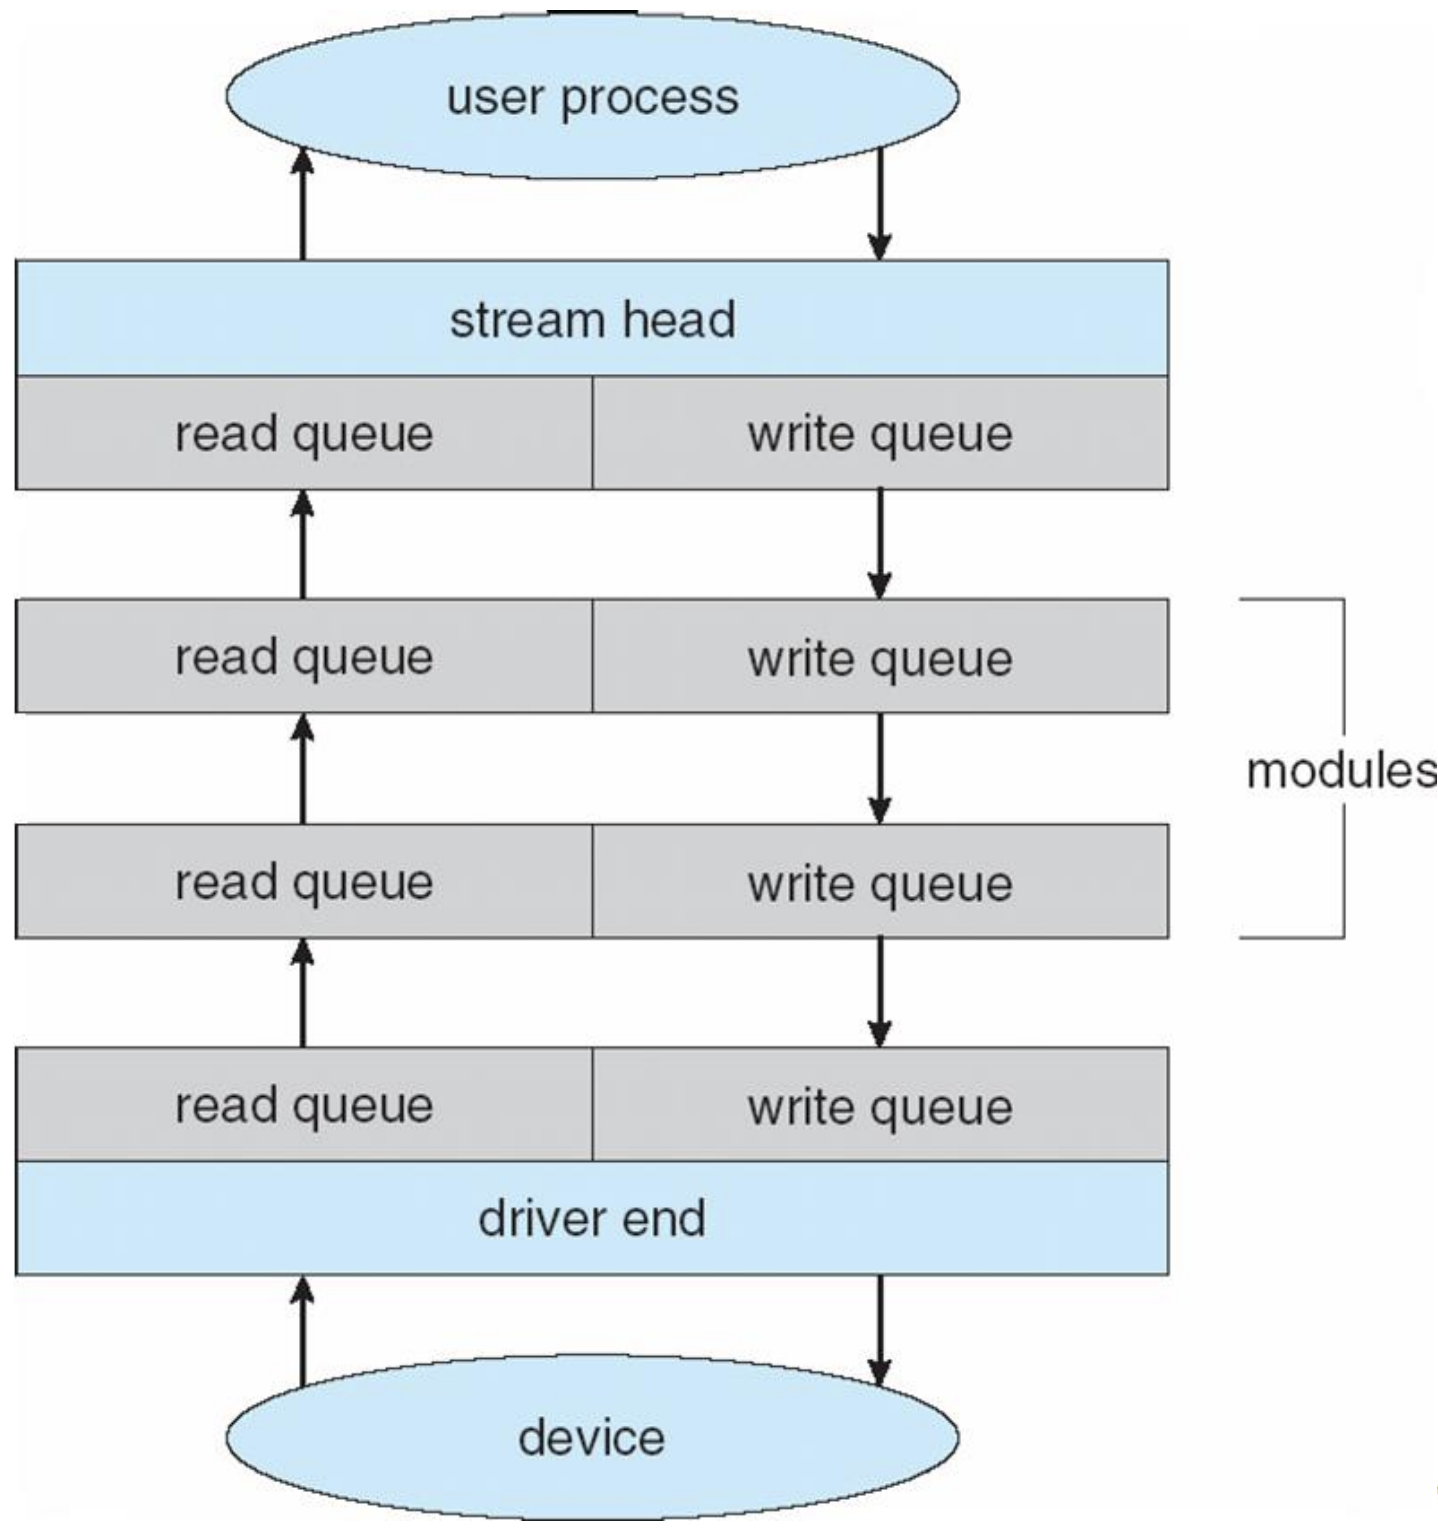 user process
stream head
read queue write queue
read queue write queue
modules
read queue write queue
read queue write queue
driver end
device